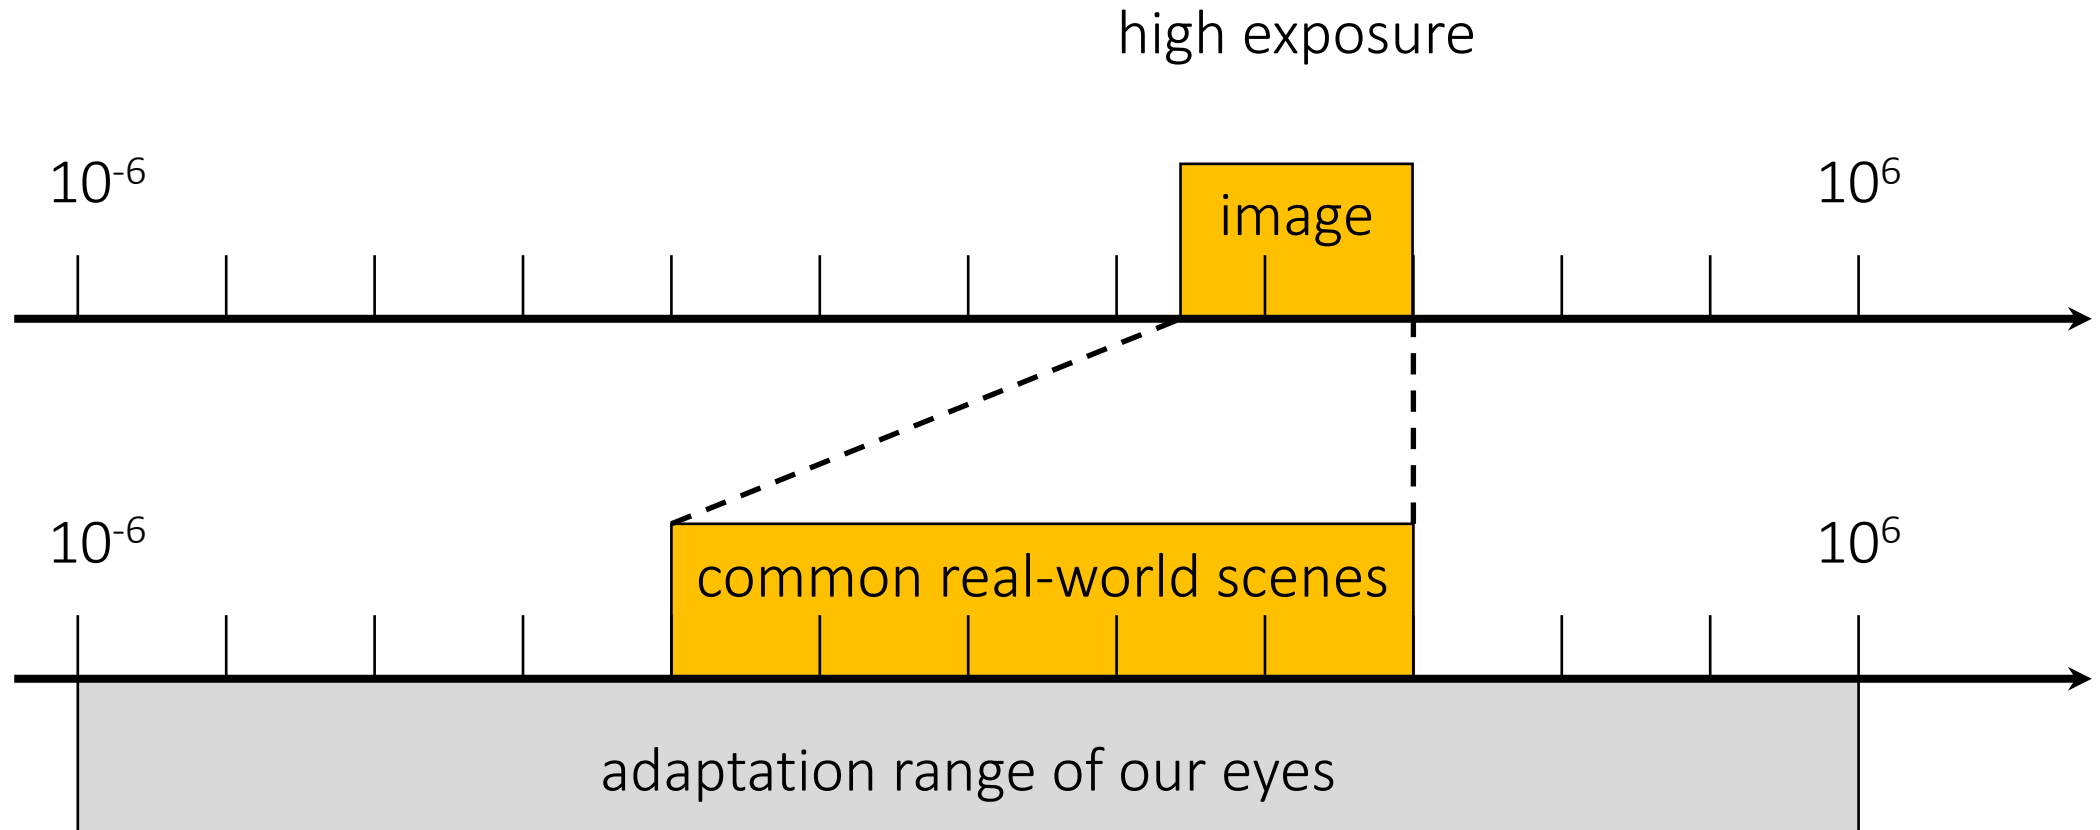 high exposure
10⁻⁶
image
10⁶
10⁻⁶
common real-world scenes
10⁶
adaptation range of our eyes